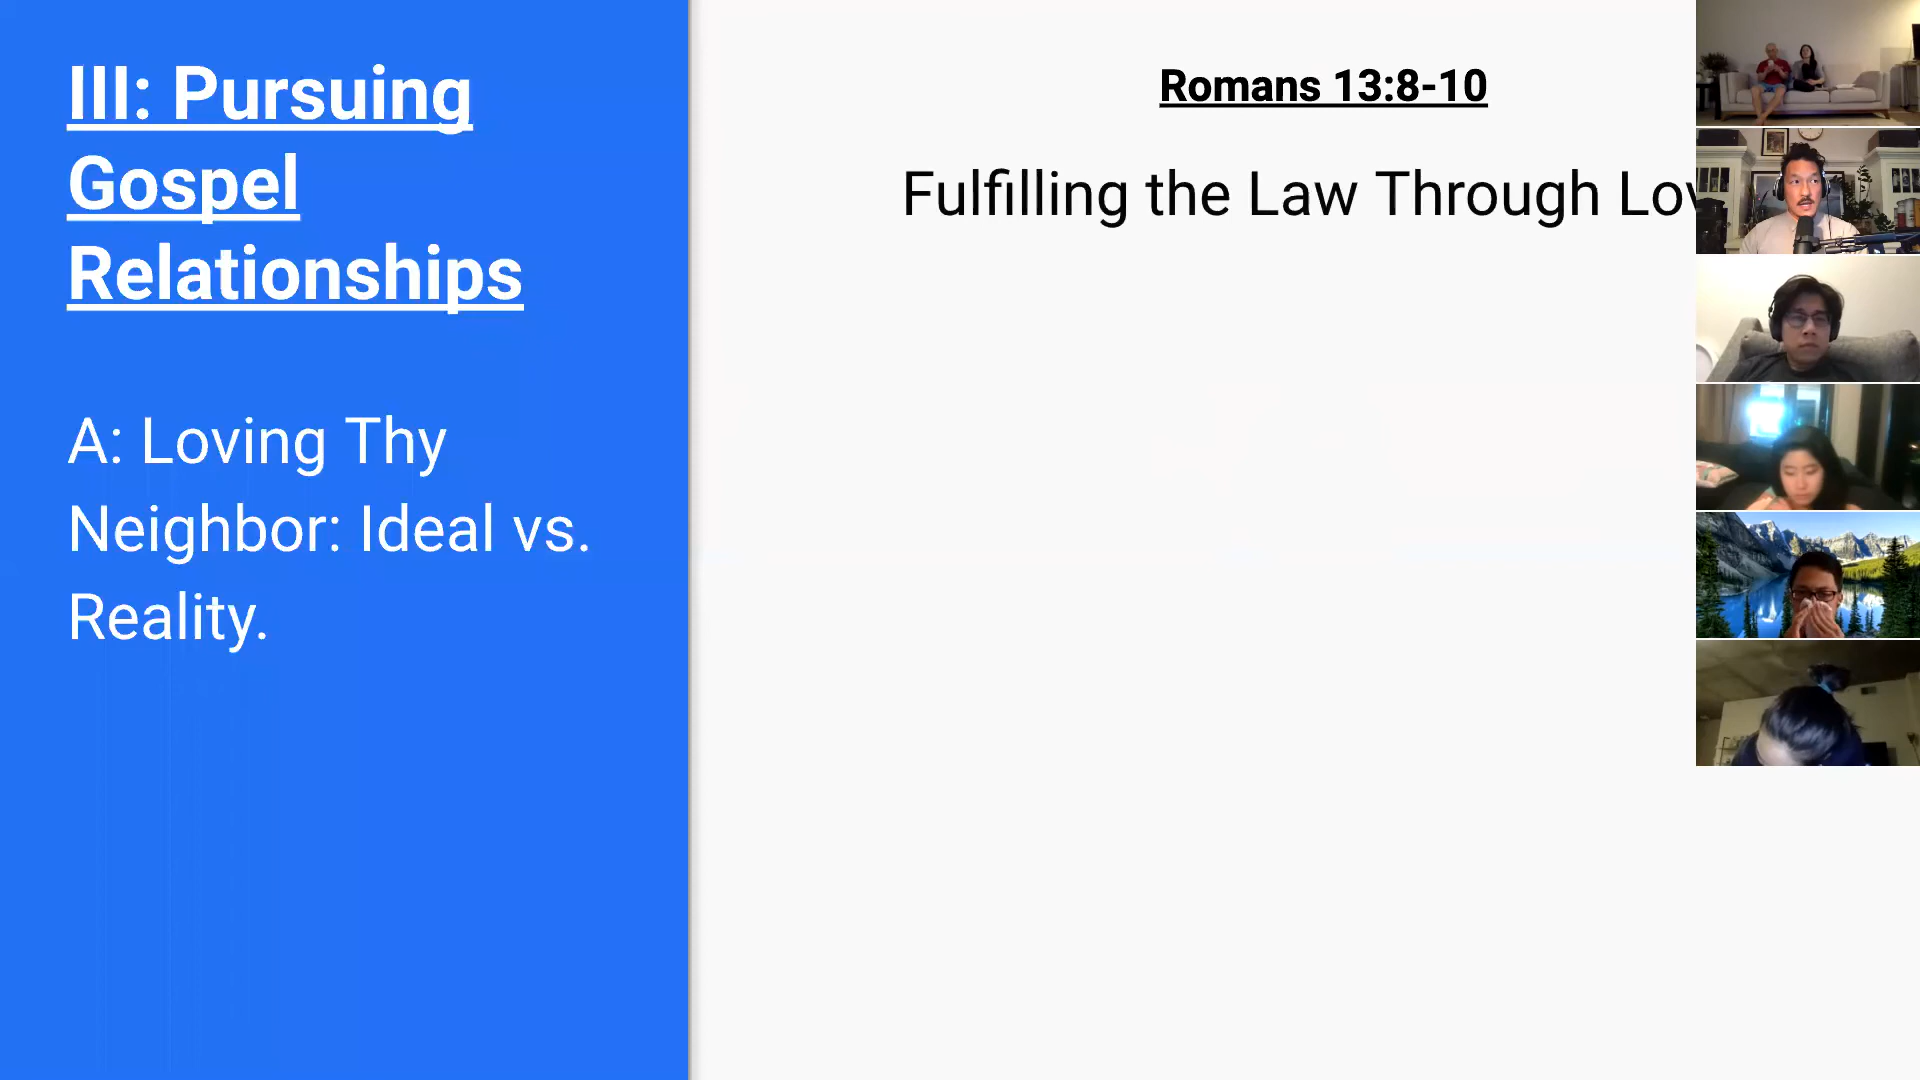 III: Pursuing
Gospel
Relationships
A: Loving Thy
Neighbor: Ideal vs.
Reality.
Romans 13:8-10
Fulfilling the Law Through